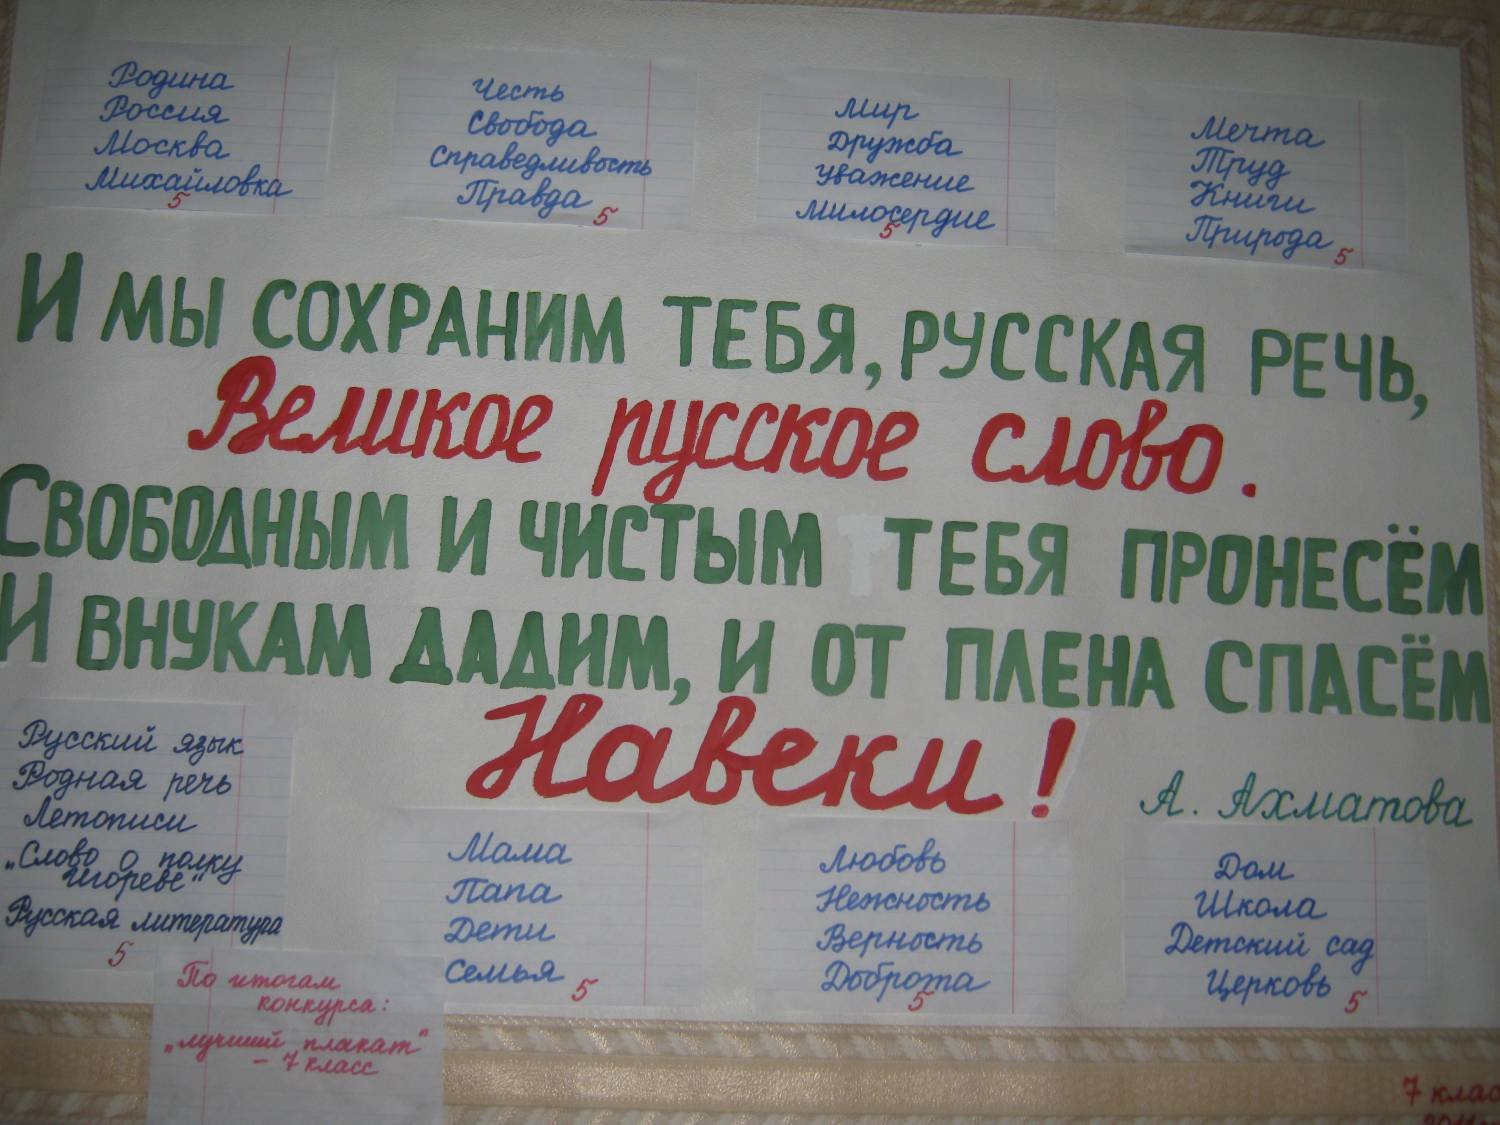 Родина
Россия
Москва
Михайловка
5
Честь
Свобода
Справедливость
Правда
5
Мир
Дружба
Уважение
Милосердие
5
Мечта
Труд
Книги
Природа
5
И МЫ СОХРАНИМ ТЕБЯ, РУССКАЯ РЕЧЬ,
Великое русское слово.
СВОБОДНЫМ И ЧИСТЫМ ТЕБЯ ПРОНЕСЁМ
И ВНУКАМ ДАДИМ, И ОТ ПЛЕНА СПАСЁМ
Навеки!
А. Ахматова
Русский язык
Родная речь
Летописи
„Слово о полку
Игореве"
Русская литература
5
Мама
Папа
Дети
Семья
5
Любовь
Нежность
Верность
Доброта
5
Дом
Школа
Детский сад
Церковь
5
По итогам
конкурса:
„лучший плакат"
– 7 класс
7 клас